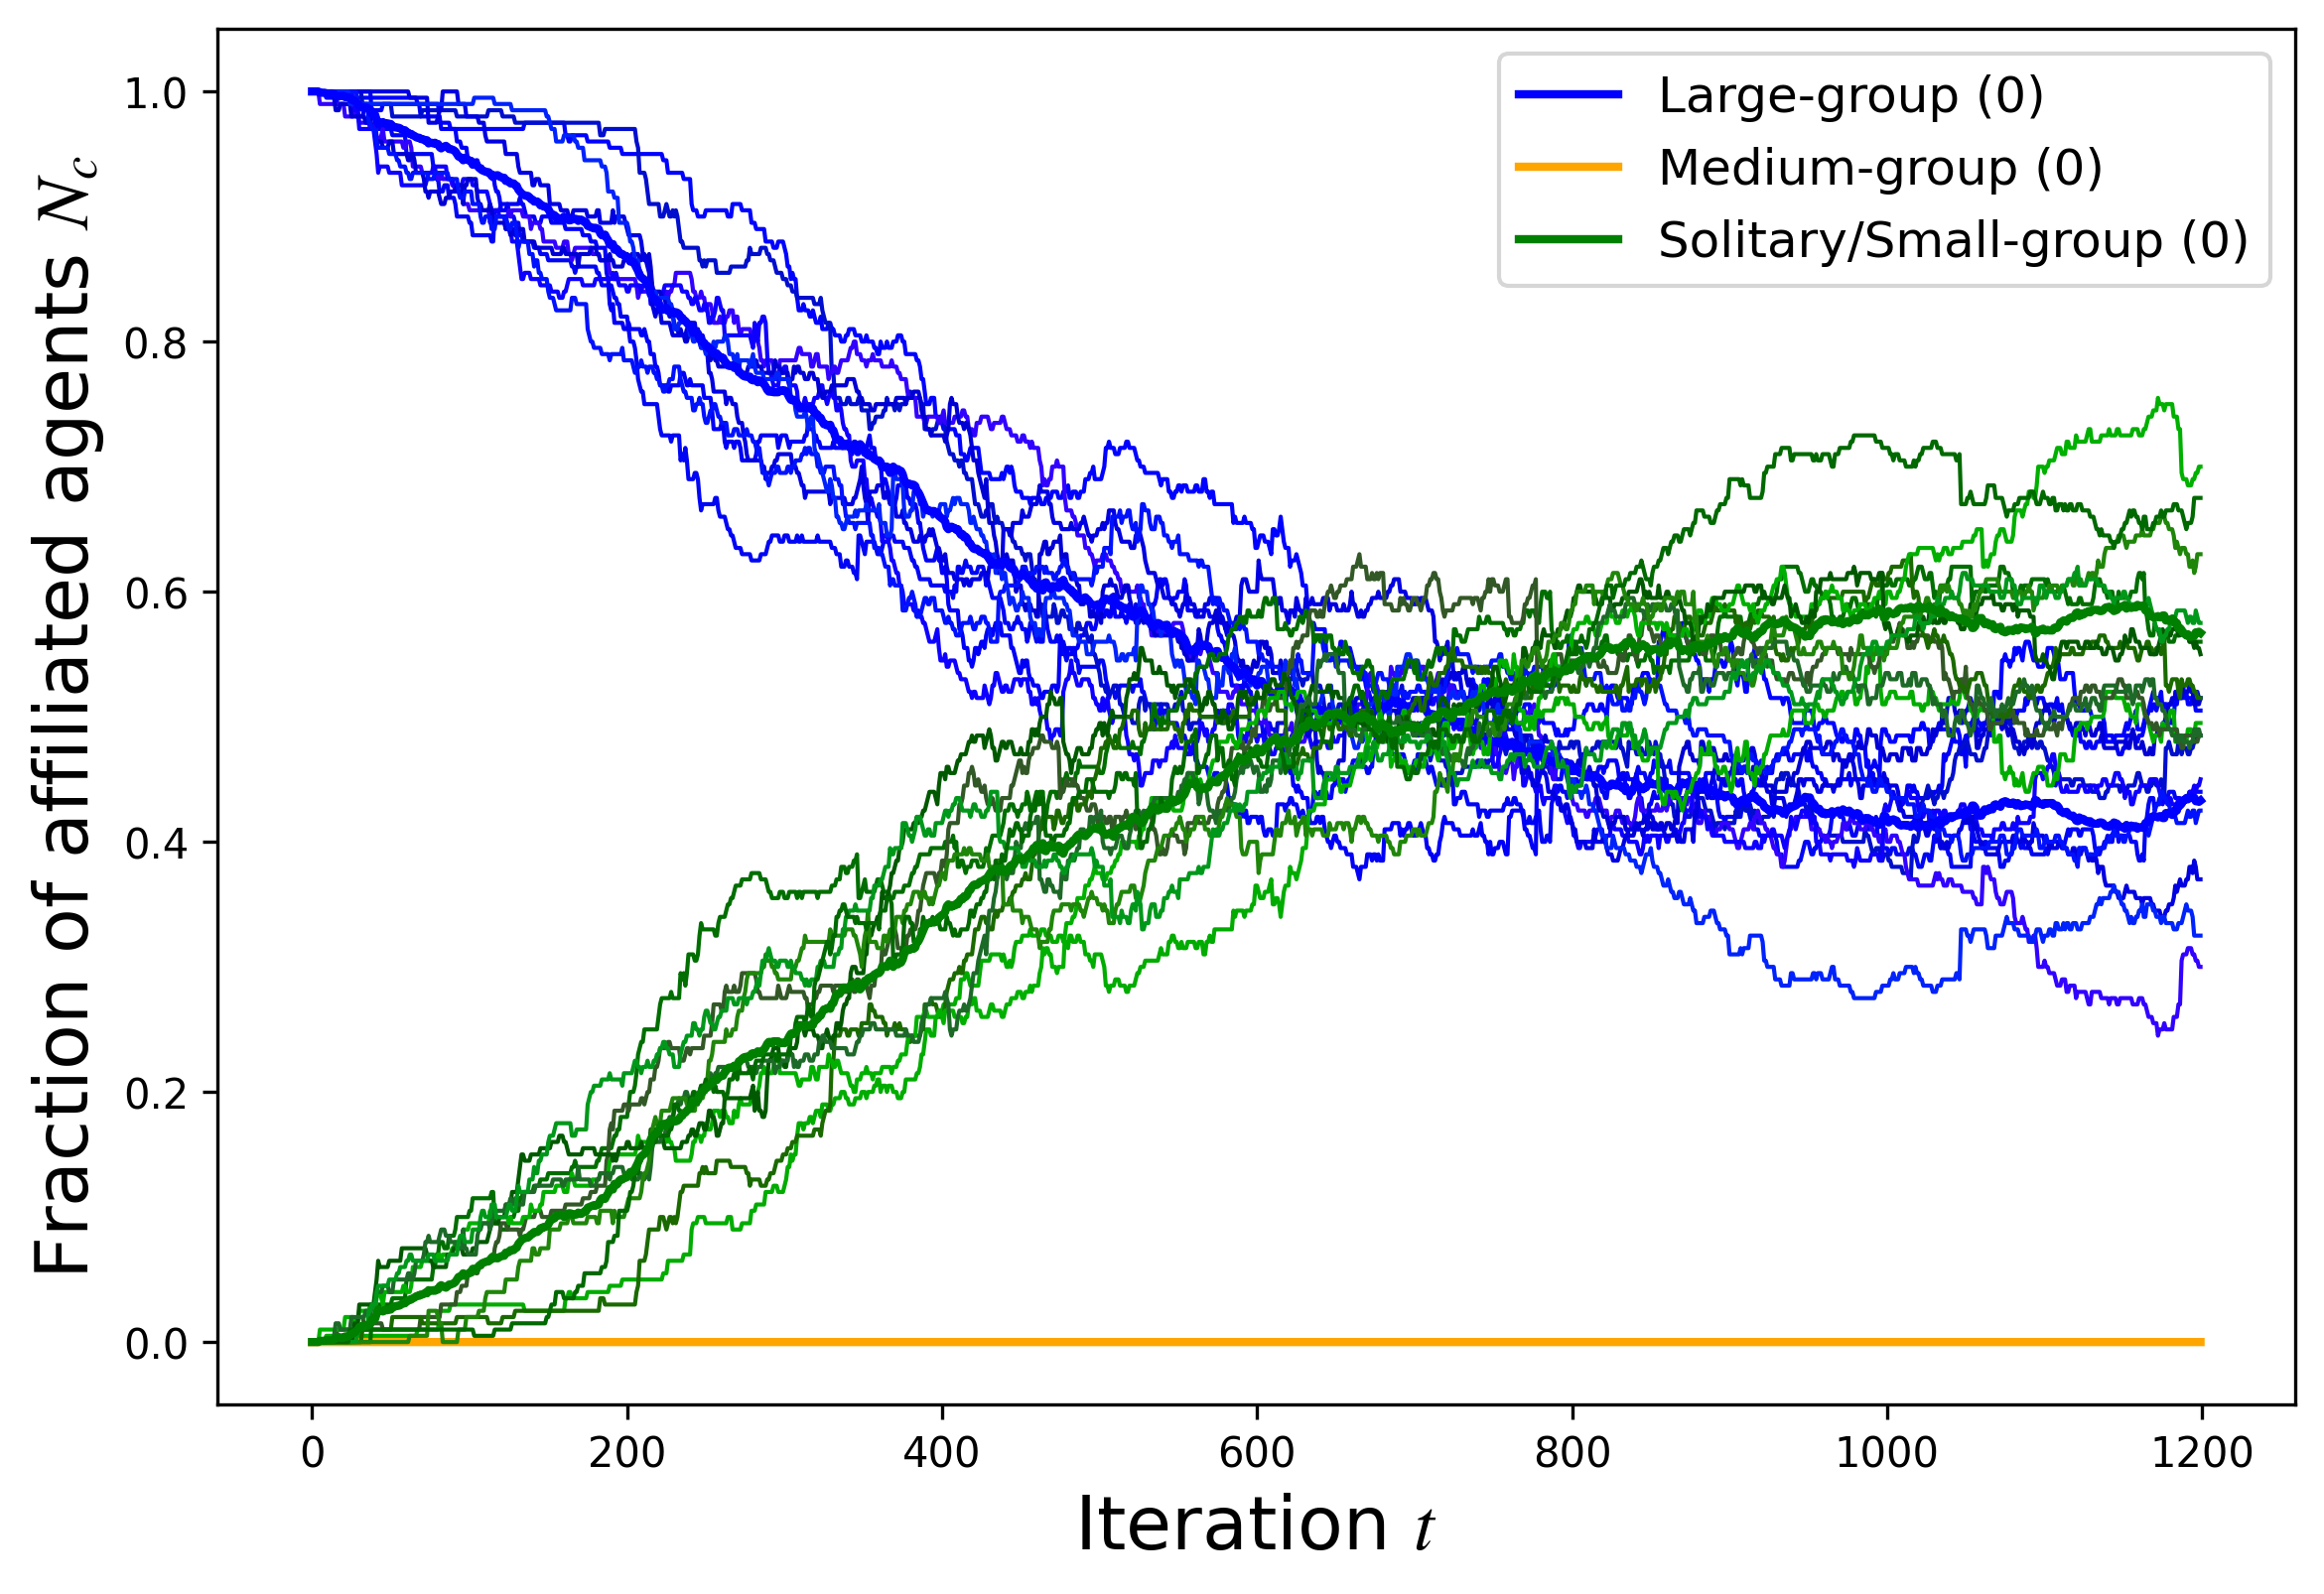 Large-group (0)
Medium-group (0)
Solitary/Small-group (0)
Fraction of affiliated agents N_c
1.0
0.8
0.6
0.4
0.2
0.0
0 200 400 600 800 1000 1200
Iteration t